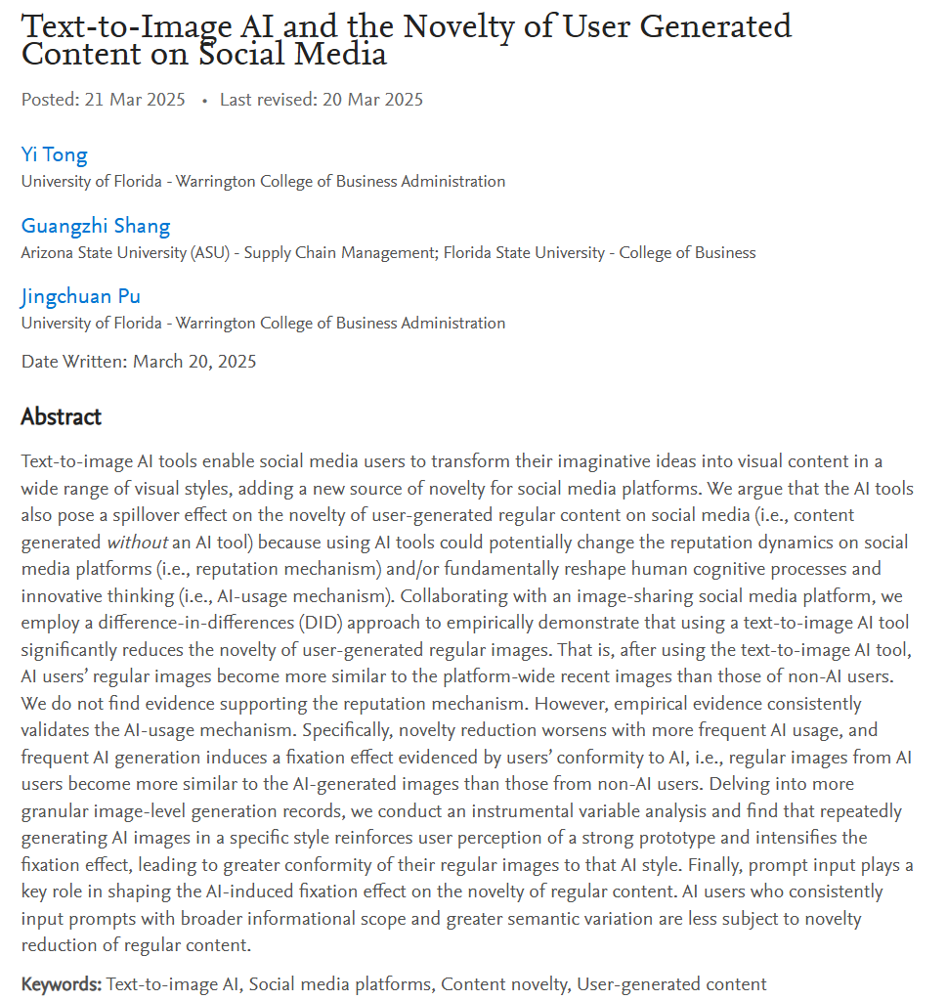 Text-to-Image AI and the Novelty of User Generated
Content on Social Media
Posted: 21 Mar 2025 • Last revised: 20 Mar 2025
Yi Tong
University of Florida - Warrington College of Business Administration
Guangzhi Shang
Arizona State University (ASU) - Supply Chain Management; Florida State University - College of Business
Jingchuan Pu
University of Florida - Warrington College of Business Administration
Date Written: March 20, 2025
Abstract
Text-to-image AI tools enable social media users to transform their imaginative ideas into visual content in a
wide range of visual styles, adding a new source of novelty for social media platforms. We argue that the AI tools
also pose a spillover effect on the novelty of user-generated regular content on social media (i.e., content
generated without an AI tool) because using AI tools could potentially change the reputation dynamics on social
media platforms (i.e., reputation mechanism) and/or fundamentally reshape human cognitive processes and
innovative thinking (i.e., AI-usage mechanism). Collaborating with an image-sharing social media platform, we
employ a difference-in-differences (DID) approach to empirically demonstrate that using a text-to-image AI tool
significantly reduces the novelty of user-generated regular images. That is, after using the text-to-image AI tool,
AI users’ regular images become more similar to the platform-wide recent images than those of non-AI users.
We do not find evidence supporting the reputation mechanism. However, empirical evidence consistently
validates the AI-usage mechanism. Specifically, novelty reduction worsens with more frequent AI usage, and
frequent AI generation induces a fixation effect evidenced by users’ conformity to AI, i.e., regular images from AI
users become more similar to the AI-generated images than those from non-AI users. Delving into more
granular image-level generation records, we conduct an instrumental variable analysis and find that repeatedly
generating AI images in a specific style reinforces user perception of a strong prototype and intensifies the
fixation effect, leading to greater conformity of their regular images to that AI style. Finally, prompt input plays a
key role in shaping the AI-induced fixation effect on the novelty of regular content. AI users who consistently
input prompts with broader informational scope and greater semantic variation are less subject to novelty
reduction of regular content.
Keywords: Text-to-image AI, Social media platforms, Content novelty, User-generated content